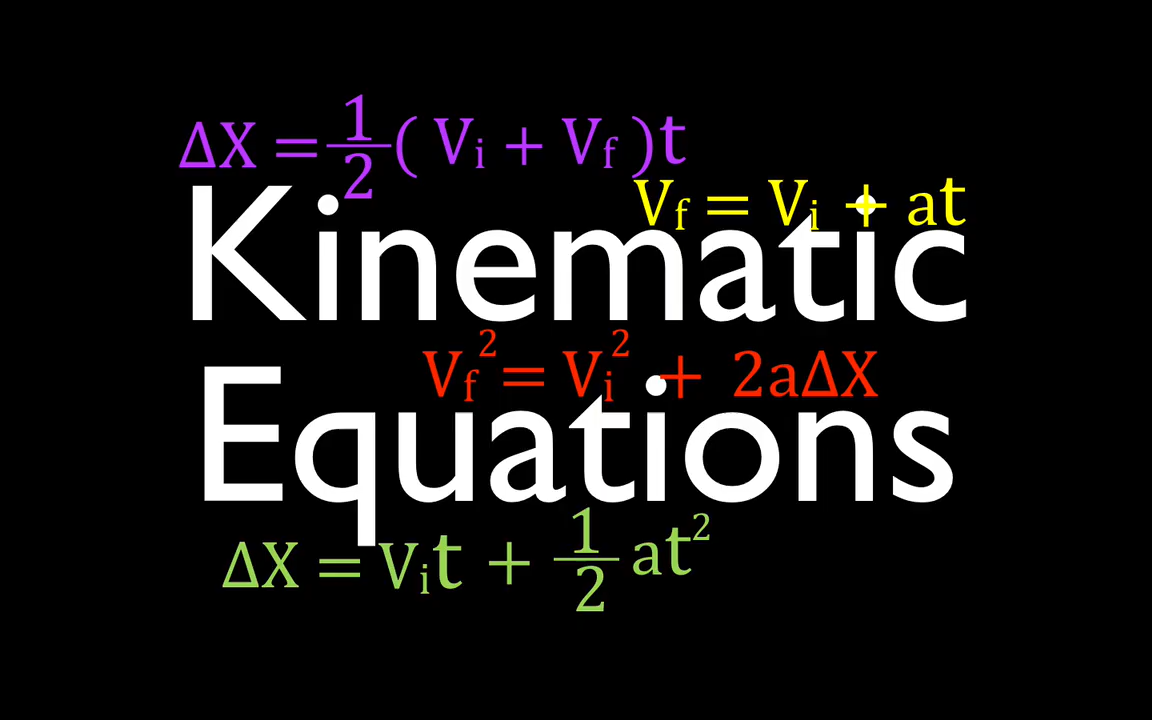 ΔX = 1/2 ( Vi + Vf )t
Vf = Vi + at
Kinematic
Vf² = Vi² + 2aΔX
Equations
ΔX = Vit + 1/2 at²